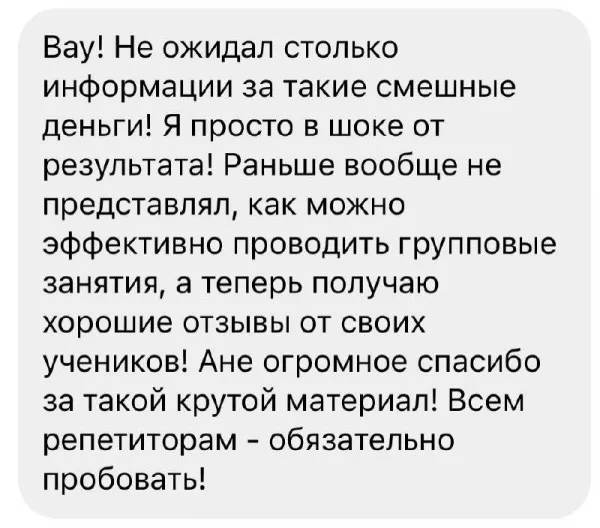 Вау! Не ожидал столько
информации за такие смешные
деньги! Я просто в шоке от
результата! Раньше вообще не
представлял, как можно
эффективно проводить групповые
занятия, а теперь получаю
хорошие отзывы от своих
учеников! Ане огромное спасибо
за такой крутой материал! Всем
репетиторам - обязательно
пробовать!